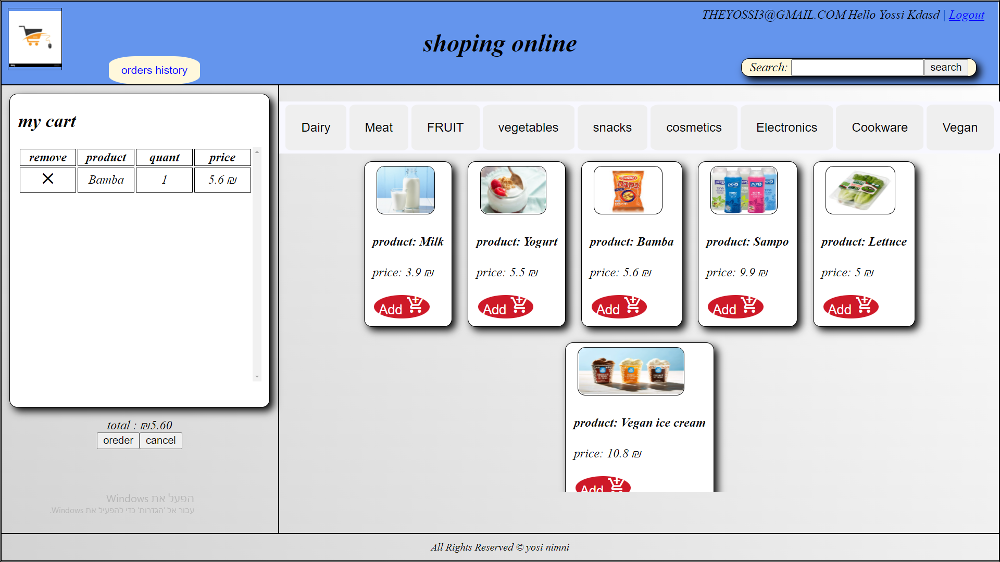 THEYOSSI3@GMAIL.COM Hello Yossi Kdasd | Logout
shoping online
orders history
Search: search
my cart
remove product quant price
Bamba 1 5.6 ₪
total : ₪5.60
oreder cancel
Dairy Meat FRUIT vegetables snacks cosmetics Electronics Cookware Vegan
product: Milk
price: 3.9 ₪
Add
product: Yogurt
price: 5.5 ₪
Add
במבה
product: Bamba
price: 5.6 ₪
Add
פינוק פינוק
product: Sampo
price: 9.9 ₪
Add
product: Lettuce
price: 5 ₪
Add
product: Vegan ice cream
price: 10.8 ₪
Add
הפעל את Windows
עבור אל 'הגדרות' כדי להפעיל את Windows.
All Rights Reserved © yosi nimni